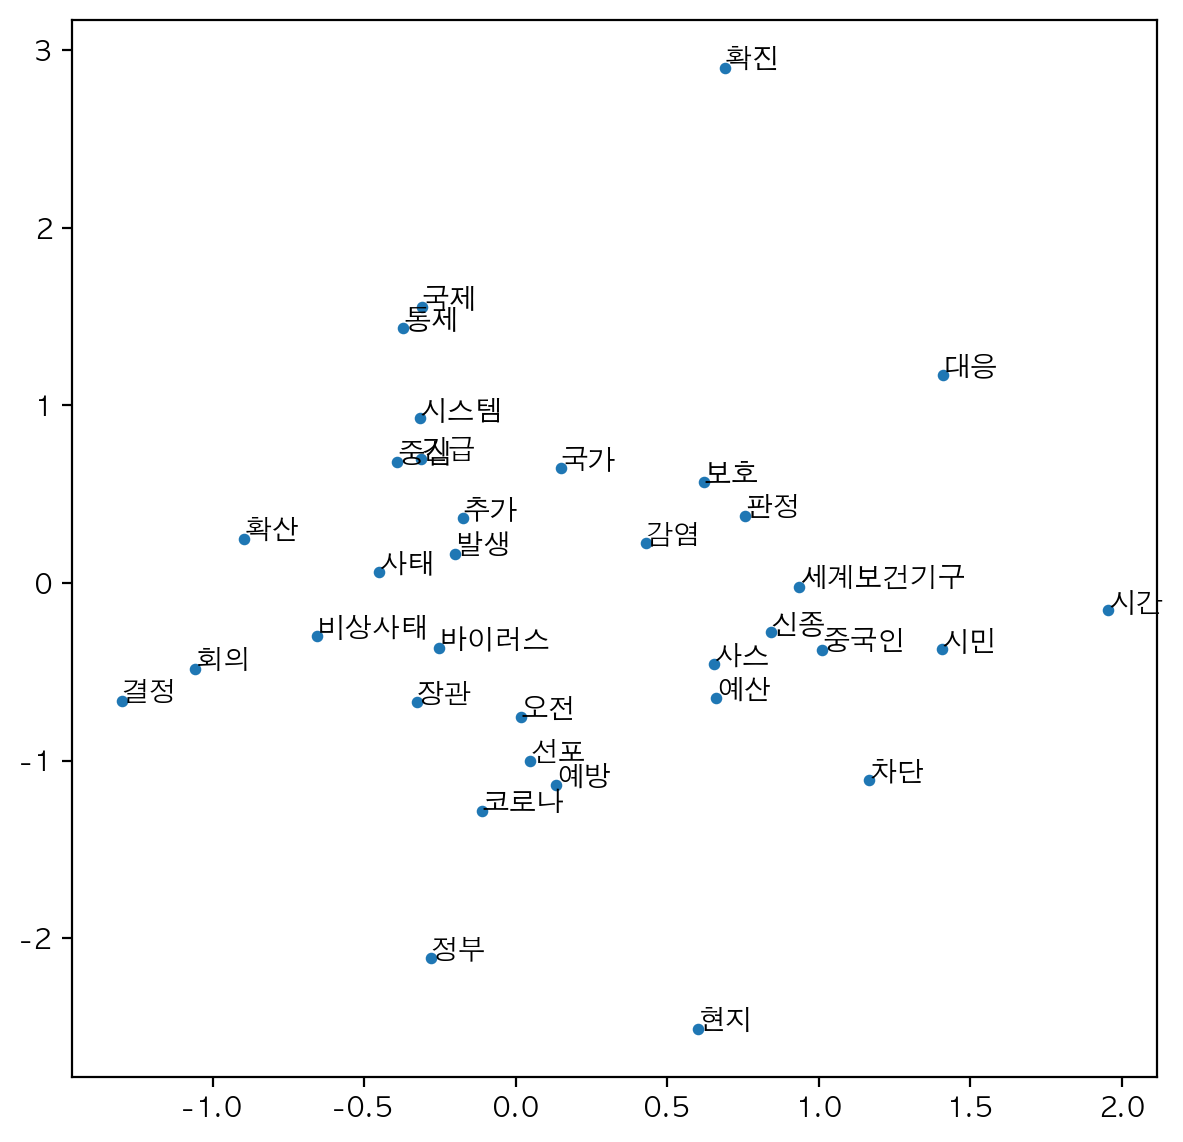 확진
3
2
국제
통제
대응
시스템
1
중심
긴급
국가
보호
추가
판정
확산
감염
발생
사태
세계보건기구
0
시간
비상사태
신종
바이러스
중국인
시민
회의
사스
결정
장관
예산
오전
선포
-1
예방
차단
코로나
-2
정부
현지
-1.0 -0.5 0.0 0.5 1.0 1.5 2.0